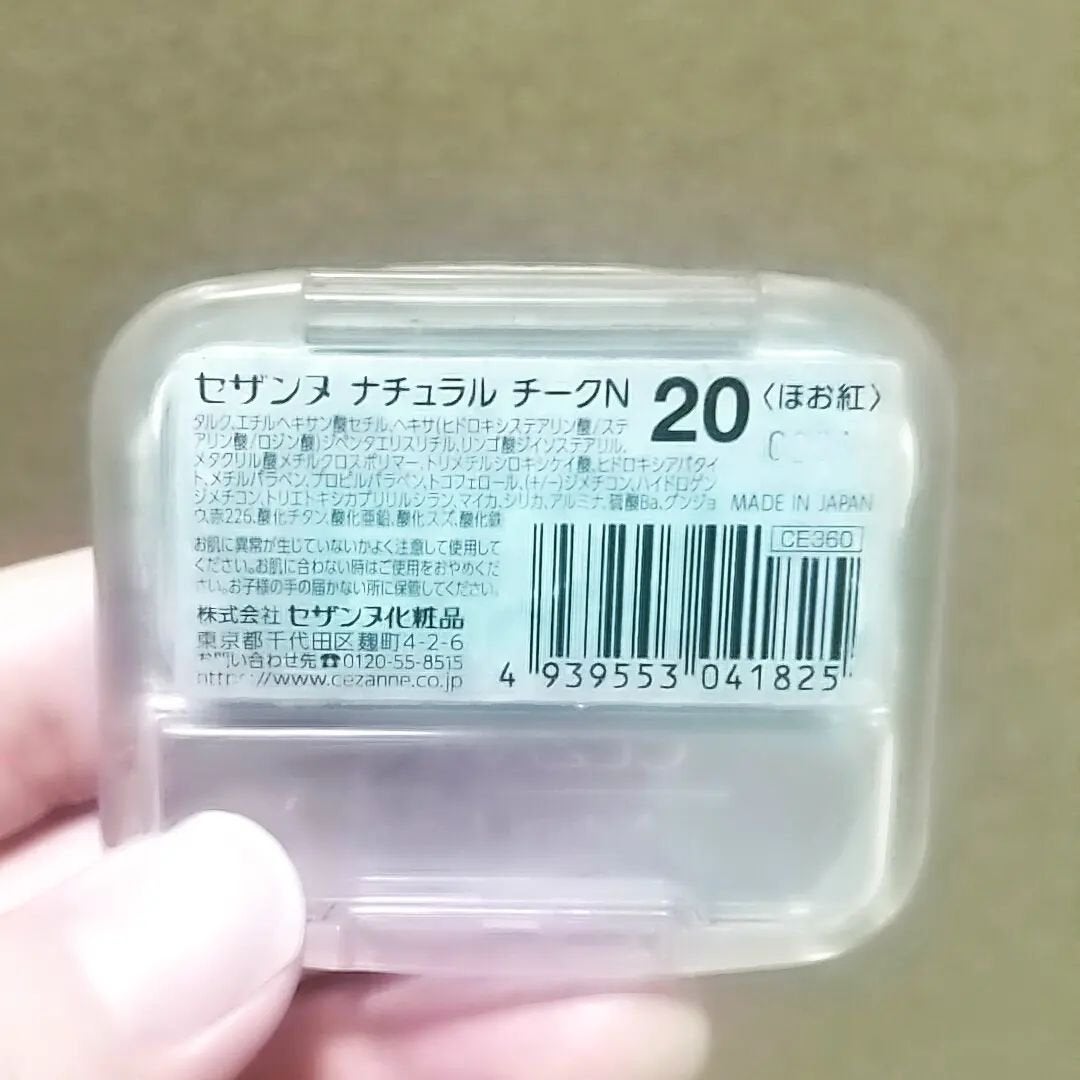 セザンヌ ナチュラル チークN 20 〈ほお紅〉
タルク、エチルヘキサン酸セチル、ヘキサ(ヒドロキシステアリン酸/ステ
アリン酸/ロジン酸)ジペンタエリスリチル、リンゴ酸ジイソステアリル、
メタクリル酸メチルクロスポリマー、トリメチルシロキシケイ酸、ヒドロキシアパタイ
ト、メチルパラベン、プロピルパラベン、トコフェロール、(+/-)ジメチコン、ハイドロゲン
ジメチコン、トリエトキシカプリリルシラン、マイカ、シリカ、アルミナ、硫酸Ba、グンジョ
ウ、赤226、酸化チタン、酸化亜鉛、酸化スズ、酸化鉄
MADE IN JAPAN
CE360
お肌に異常が生じていないかよく注意して使用して
ください。お肌に合わない時はご使用をおやめくだ
さい。お子様の手の届かない所に保管してください。
株式会社 セザンヌ化粧品
東京都千代田区麹町4-2-6
お問い合わせ先☎0120-55-8515
https://www.cezanne.co.jp
4 939553 041825